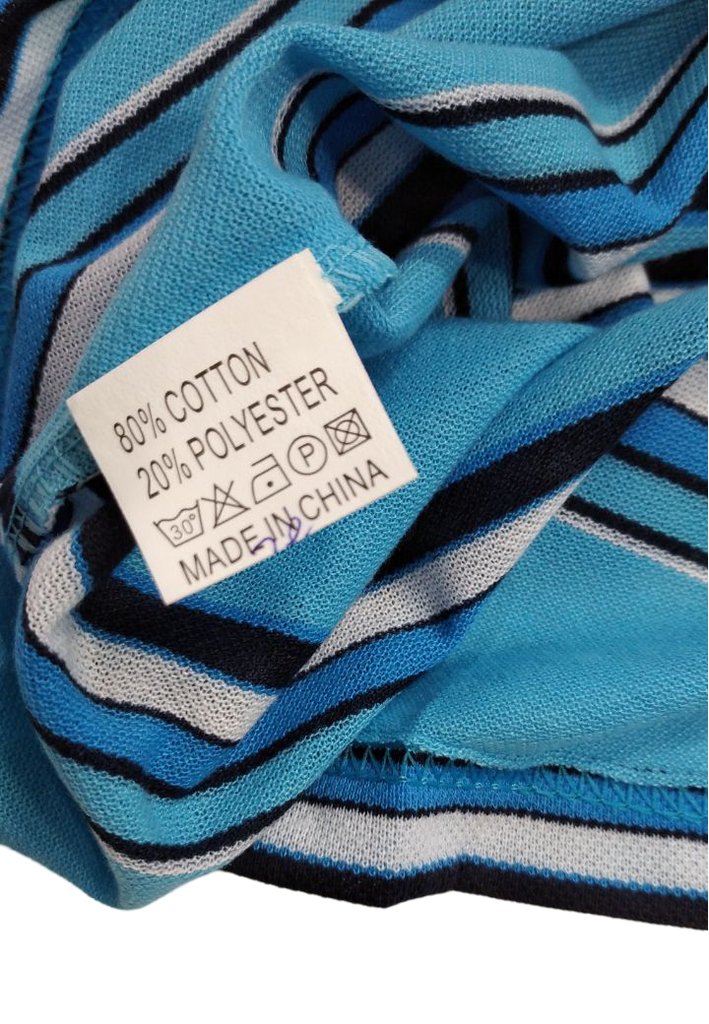 80% COTTON
20% POLYESTER
30° P
MADE IN CHINA